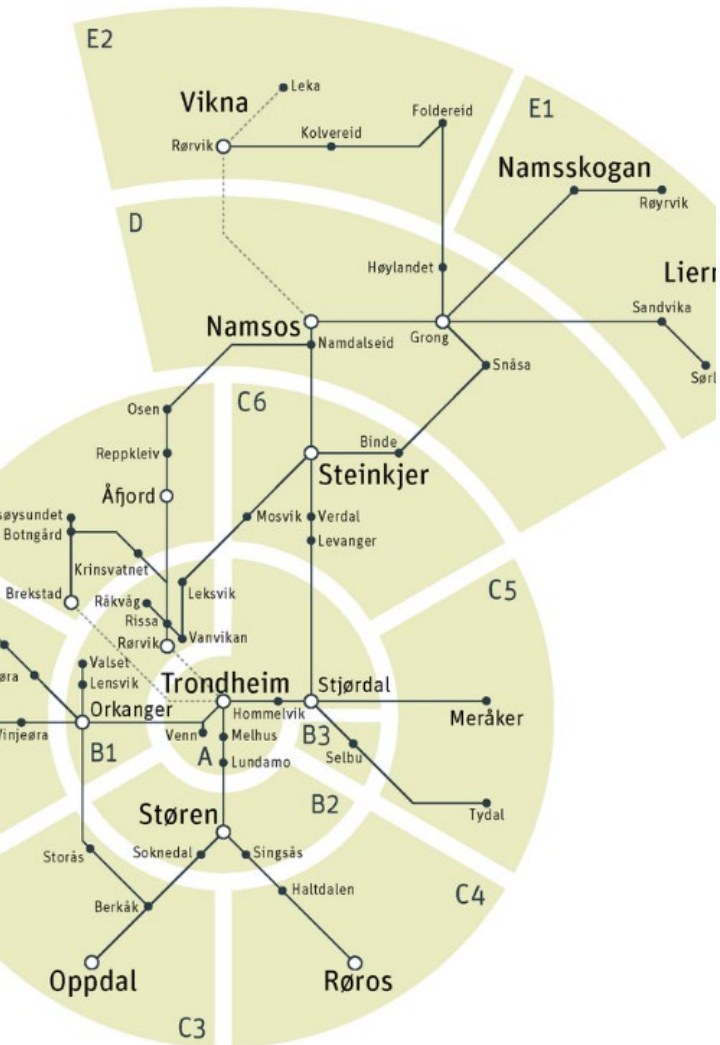 E2
Leka
Vikna
Foldereid
E1
Kolvereid
Rørvik
Namsskogan
Røyrvik
D
Høylandet
Sandvika
Namsos
Grong
Namdalseid
Snåsa
C6
Osen
Binde
Reppkleiv
Steinkjer
Åfjord
Mosvik
Verdal
Botngård
Levanger
Krinsvatnet
Leksvik
C5
Brekstad
Råkvåg
Rissa
Vanvikan
Rørvik
Valset
Trondheim
Stjørdal
Lensvik
Orkanger
Hommelvik
Meråker
Venn
Melhus
B3
B1
A
Selbu
Lundamo
B2
Støren
Tydal
Storås
Soknedal
Singsås
Haltdalen
C4
Berkåk
Oppdal
Røros
C3